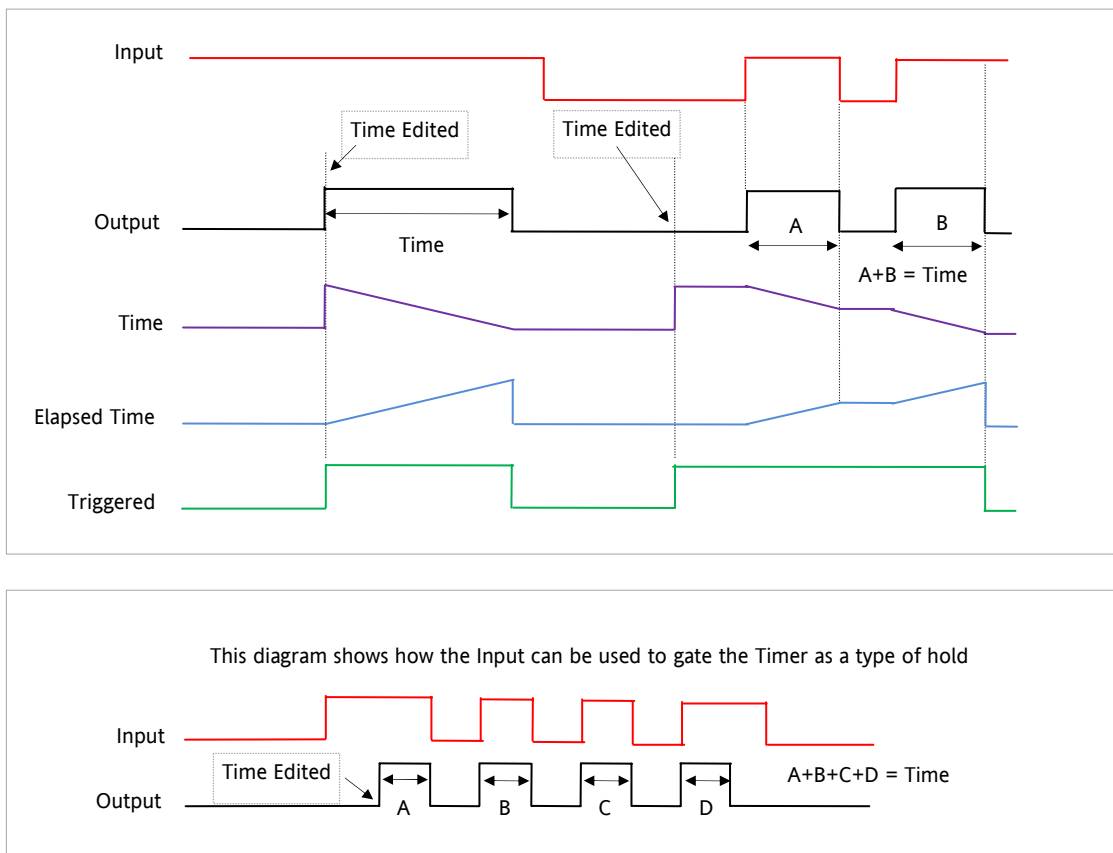 Input
Time Edited
Time Edited
Output
Time
A
B
A+B = Time
Time
Elapsed Time
Triggered
This diagram shows how the Input can be used to gate the Timer as a type of hold
Input
Time Edited
A+B+C+D = Time
Output
A
B
C
D